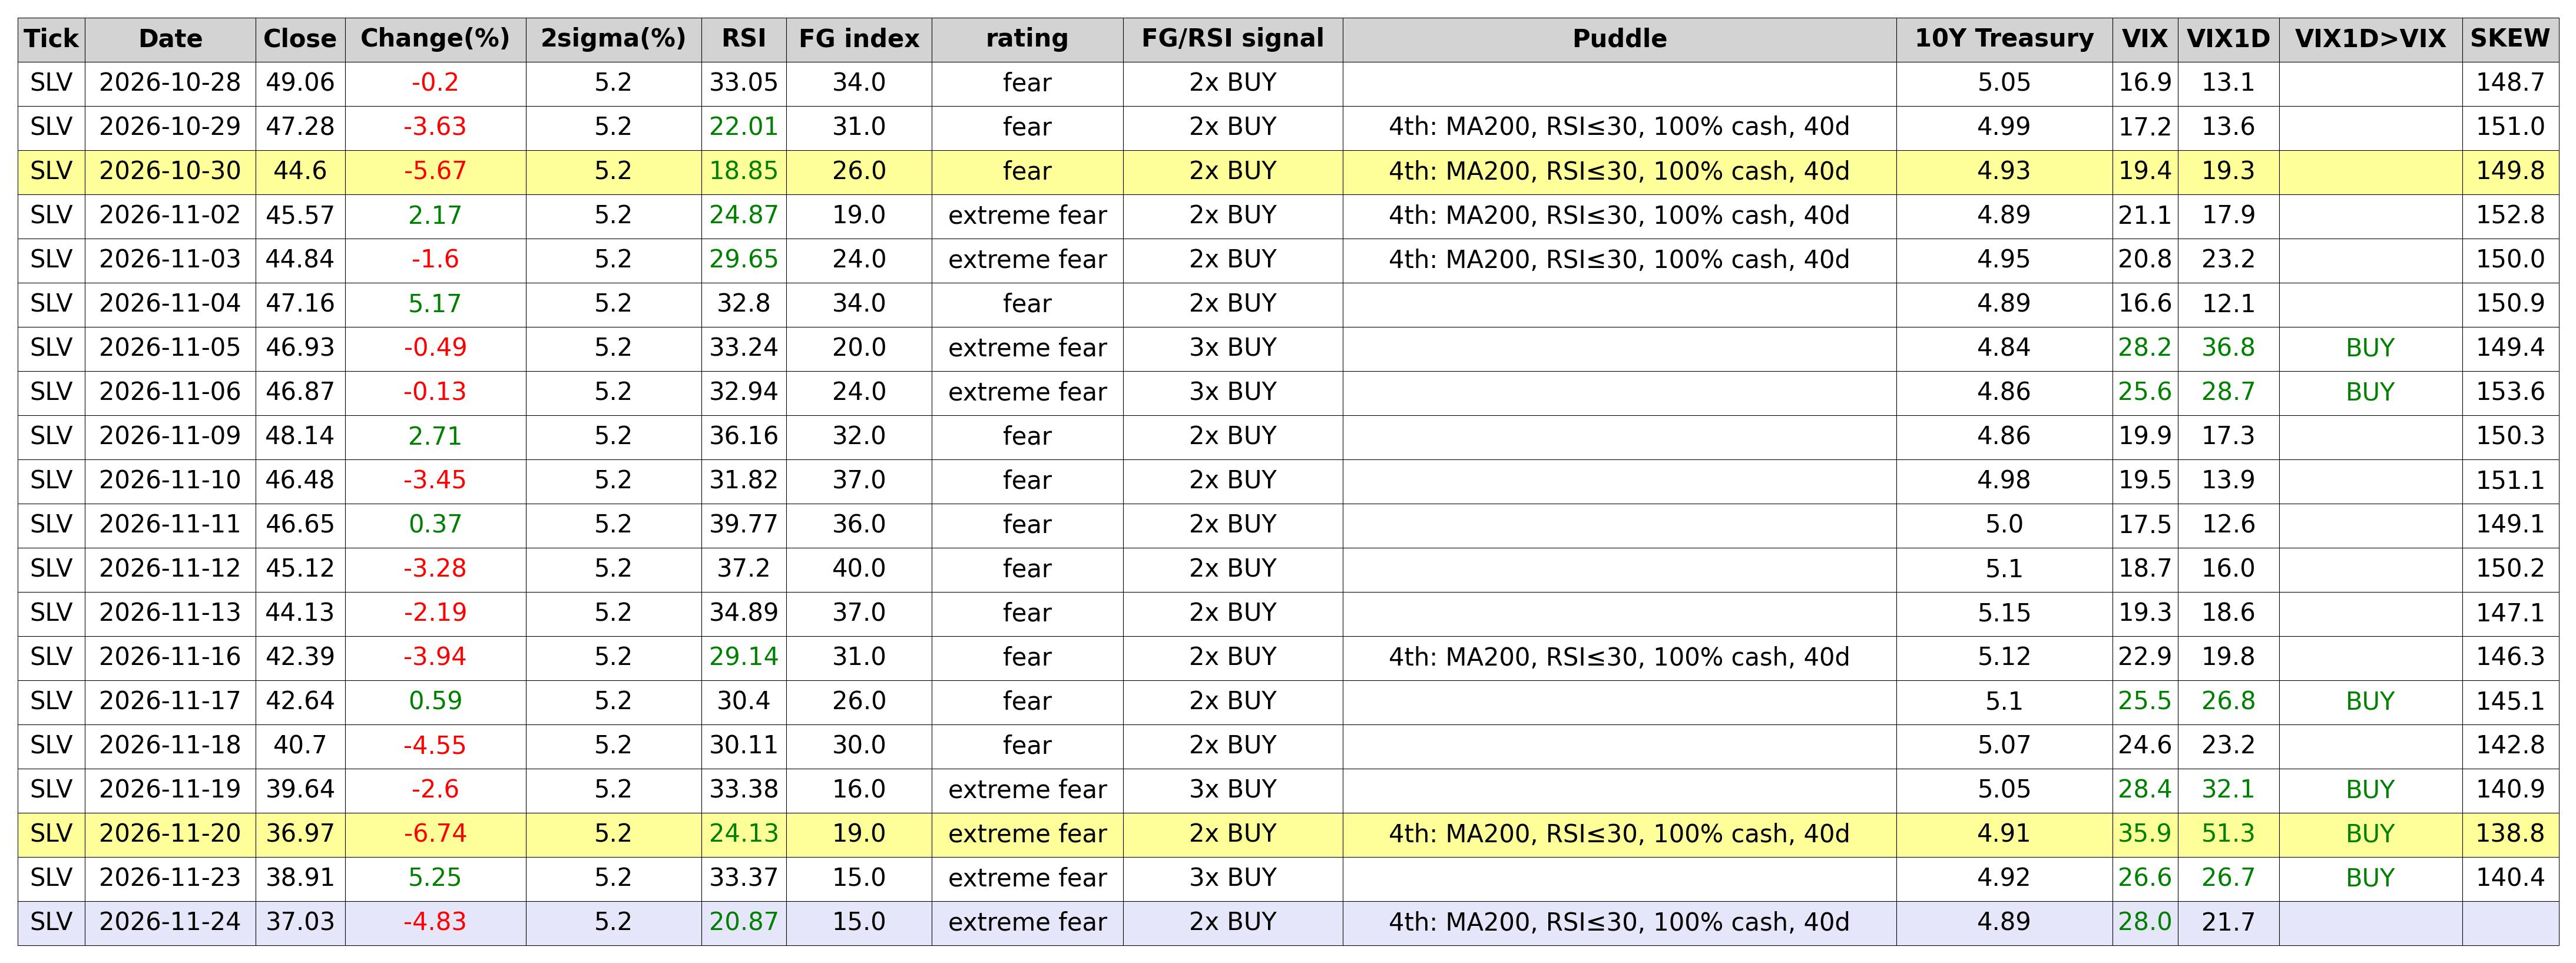 Tick Date Close Change(%) 2sigma(%) RSI FG index rating FG/RSI signal Puddle 10Y Treasury VIX VIX1D VIX1D>VIX SKEW
SLV 2026-10-28 49.06 -0.2 5.2 33.05 34.0 fear 2x BUY 5.05 16.9 13.1 148.7
SLV 2026-10-29 47.28 -3.63 5.2 22.01 31.0 fear 2x BUY 4th: MA200, RSI≤30, 100% cash, 40d 4.99 17.2 13.6 151.0
SLV 2026-10-30 44.6 -5.67 5.2 18.85 26.0 fear 2x BUY 4th: MA200, RSI≤30, 100% cash, 40d 4.93 19.4 19.3 149.8
SLV 2026-11-02 45.57 2.17 5.2 24.87 19.0 extreme fear 2x BUY 4th: MA200, RSI≤30, 100% cash, 40d 4.89 21.1 17.9 152.8
SLV 2026-11-03 44.84 -1.6 5.2 29.65 24.0 extreme fear 2x BUY 4th: MA200, RSI≤30, 100% cash, 40d 4.95 20.8 23.2 150.0
SLV 2026-11-04 47.16 5.17 5.2 32.8 34.0 fear 2x BUY 4.89 16.6 12.1 150.9
SLV 2026-11-05 46.93 -0.49 5.2 33.24 20.0 extreme fear 3x BUY 4.84 28.2 36.8 BUY 149.4
SLV 2026-11-06 46.87 -0.13 5.2 32.94 24.0 extreme fear 3x BUY 4.86 25.6 28.7 BUY 153.6
SLV 2026-11-09 48.14 2.71 5.2 36.16 32.0 fear 2x BUY 4.86 19.9 17.3 150.3
SLV 2026-11-10 46.48 -3.45 5.2 31.82 37.0 fear 2x BUY 4.98 19.5 13.9 151.1
SLV 2026-11-11 46.65 0.37 5.2 39.77 36.0 fear 2x BUY 5.0 17.5 12.6 149.1
SLV 2026-11-12 45.12 -3.28 5.2 37.2 40.0 fear 2x BUY 5.1 18.7 16.0 150.2
SLV 2026-11-13 44.13 -2.19 5.2 34.89 37.0 fear 2x BUY 5.15 19.3 18.6 147.1
SLV 2026-11-16 42.39 -3.94 5.2 29.14 31.0 fear 2x BUY 4th: MA200, RSI≤30, 100% cash, 40d 5.12 22.9 19.8 146.3
SLV 2026-11-17 42.64 0.59 5.2 30.4 26.0 fear 2x BUY 5.1 25.5 26.8 BUY 145.1
SLV 2026-11-18 40.7 -4.55 5.2 30.11 30.0 fear 2x BUY 5.07 24.6 23.2 142.8
SLV 2026-11-19 39.64 -2.6 5.2 33.38 16.0 extreme fear 3x BUY 5.05 28.4 32.1 BUY 140.9
SLV 2026-11-20 36.97 -6.74 5.2 24.13 19.0 extreme fear 2x BUY 4th: MA200, RSI≤30, 100% cash, 40d 4.91 35.9 51.3 BUY 138.8
SLV 2026-11-23 38.91 5.25 5.2 33.37 15.0 extreme fear 3x BUY 4.92 26.6 26.7 BUY 140.4
SLV 2026-11-24 37.03 -4.83 5.2 20.87 15.0 extreme fear 2x BUY 4th: MA200, RSI≤30, 100% cash, 40d 4.89 28.0 21.7